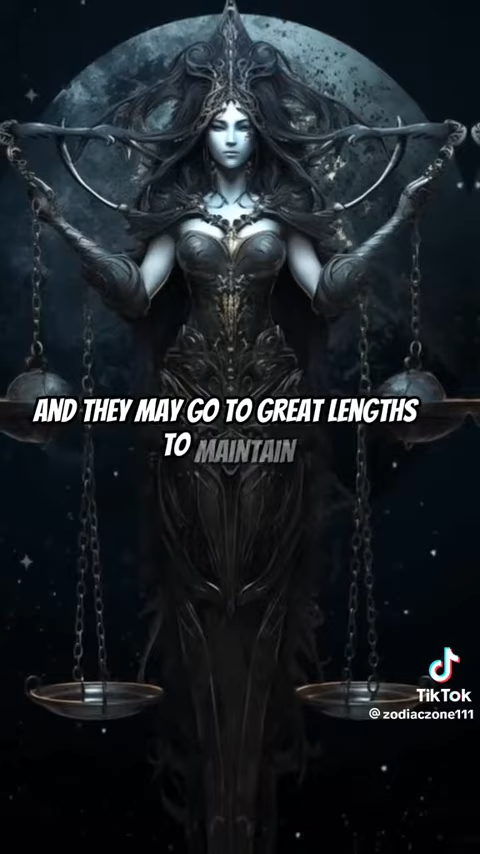 AND THEY MAY GO TO GREAT LENGTHS
TO MAINTAIN
TikTok
@zodiaczone111